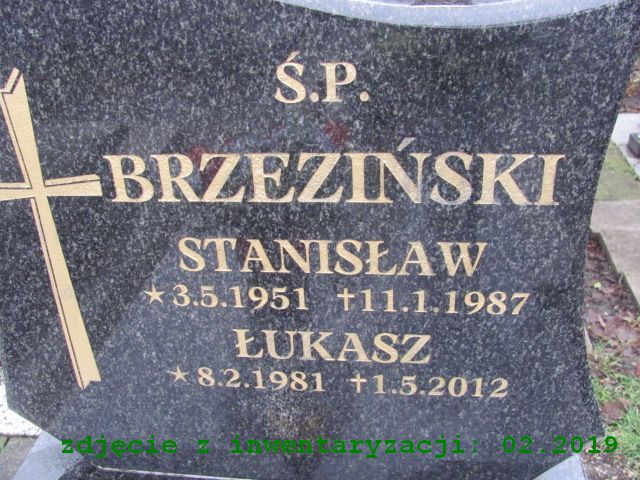 Ś.P.
BRZEZIŃSKI
STANISŁAW
★3.5.1951 ✝11.1.1987
ŁUKASZ
★8.2.1981 ✝1.5.2012
zdjęcie z inwentaryzacji: 02.2019